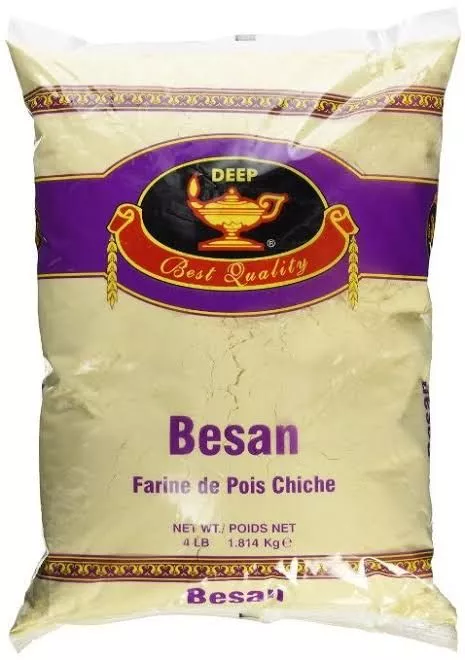 DEEP
®
Best Quality
Besan
Farine de Pois Chiche
NET WT./ POIDS NET
4 LB 1.814 Kg ℮
Besan